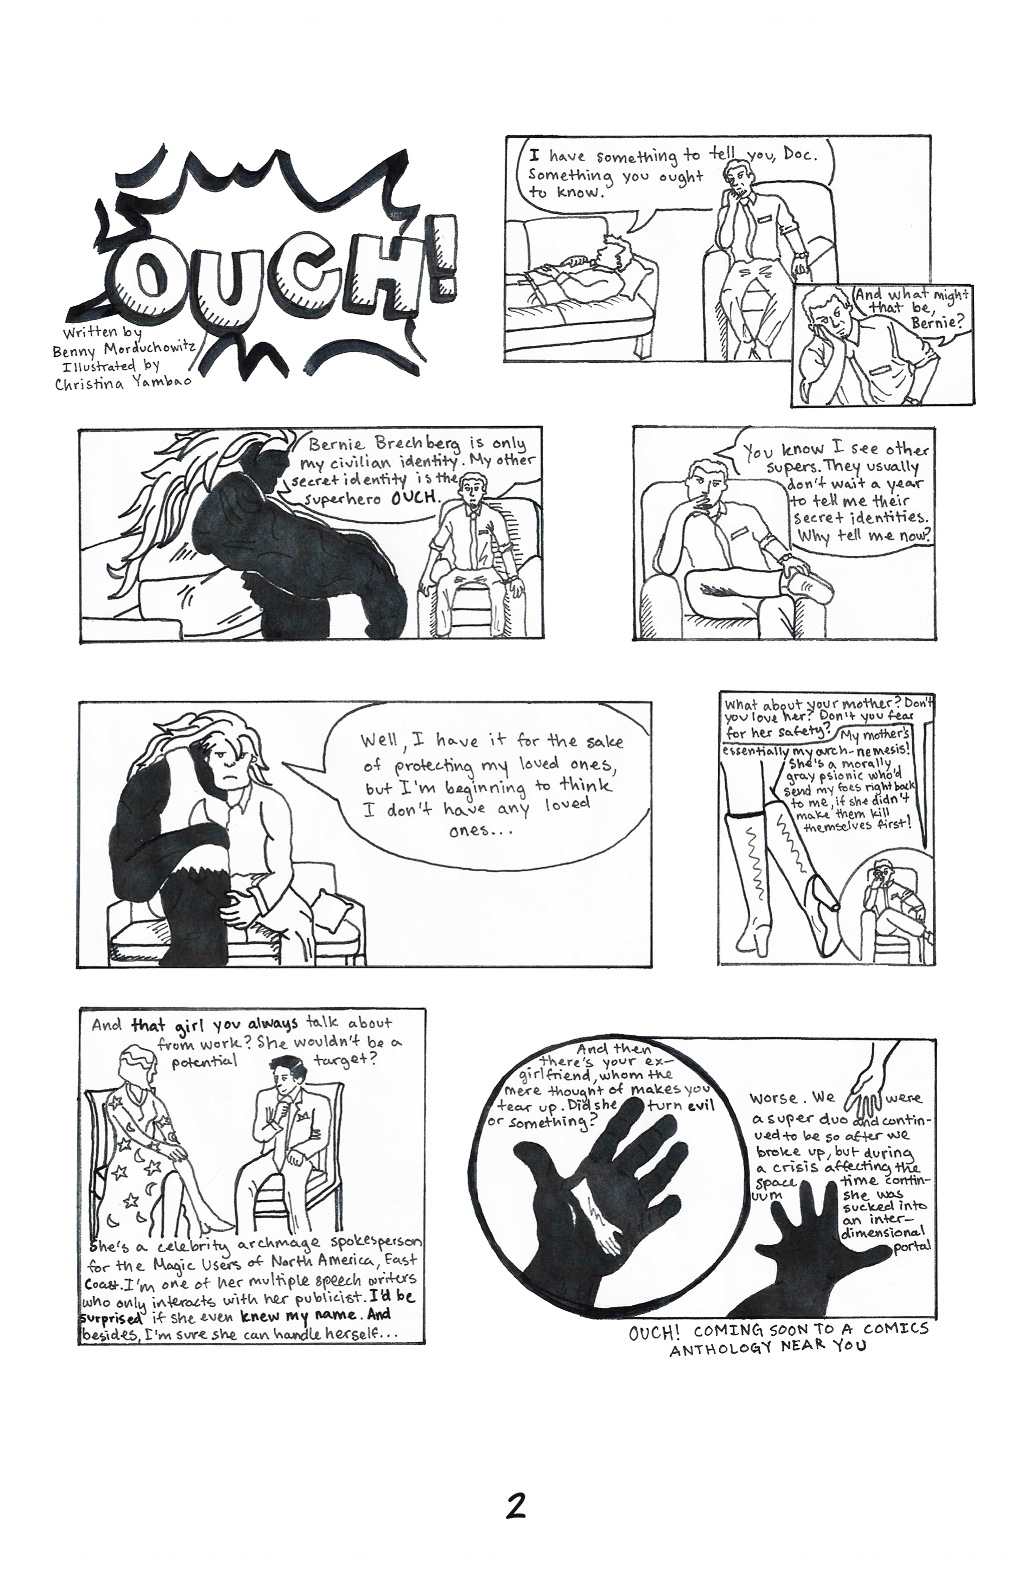 OUCH!
Written by
Benny Morduchowitz
Illustrated by
Christina Yambao
I have something to tell you, Doc.
Something you ought
to know.
And what might
that be,
Bernie?
Bernie Brechberg is only
my civilian identity. My other
secret identity is the
superhero OUCH.
You know I see other
supers. They usually
don't wait a year
to tell me their
secret identities.
Why tell me now?
Well, I have it for the sake
of protecting my loved ones,
but I'm beginning to think
I don't have any loved
ones...
What about your mother? Don't
you love her? Don't you fear
for her safety?
My mother's
essentially my arch-nemesis!
She's a morally
gray psionic who'd
send my foes right back
to me, if she didn't
make them kill
themselves first!
And that girl you always talk about
from work? She wouldn't be a
potential target?
She's a celebrity archmage spokesperson
for the Magic Users of North America, East
Coast. I'm one of her multiple speech writers
who only interacts with her publicist. I'd be
surprised if she even knew my name. And
besides, I'm sure she can handle herself...
And then
there's your ex-
girlfriend, whom the
mere thought of makes you
tear up. Did she turn evil
or something?
Worse. We were
a super duo and contin-
ued to be so after we
broke up, but during
a crisis affecting the
space time contin-
uum she was
sucked into
an inter-
dimensional
portal
OUCH! COMING SOON TO A COMICS
ANTHOLOGY NEAR YOU
2